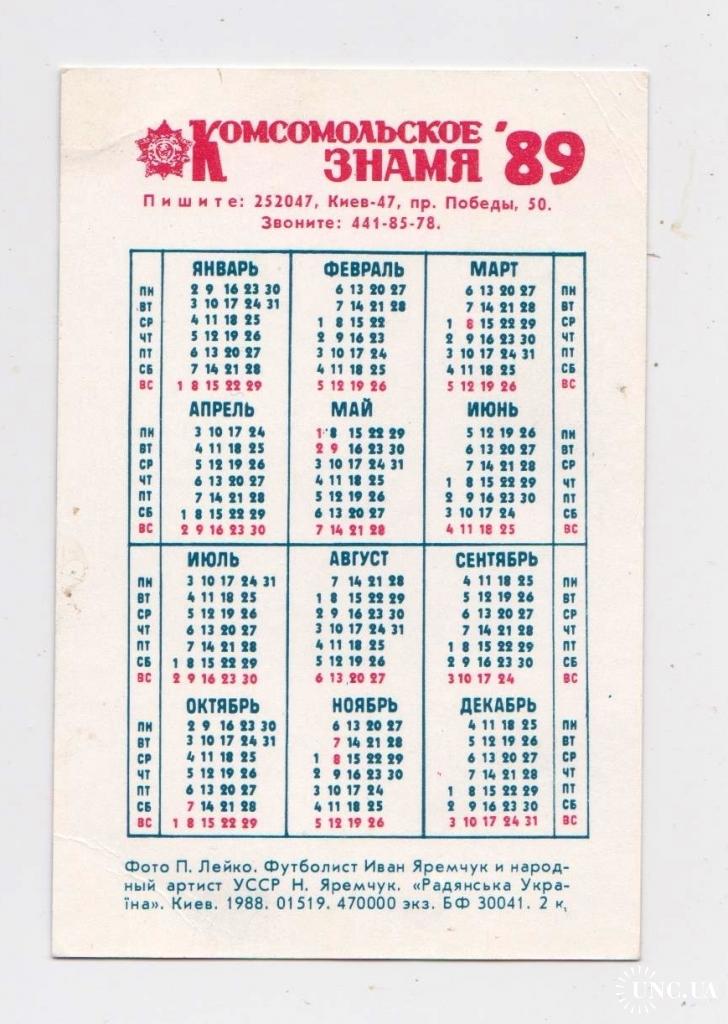 КОМСОМОЛЬСКОЕ ЗНАМЯ '89
Пишите: 252047, Киев-47, пр. Победы, 50.
Звоните: 441-85-78.
ЯНВАРЬ ФЕВРАЛЬ МАРТ
ПН 2 9 16 23 30 6 13 20 27 6 13 20 27 ПН
ВТ 3 10 17 24 31 7 14 21 28 7 14 21 28 ВТ
СР 4 11 18 25 1 8 15 22 1 8 15 22 29 СР
ЧТ 5 12 19 26 2 9 16 23 2 9 16 23 30 ЧТ
ПТ 6 13 20 27 3 10 17 24 3 10 17 24 31 ПТ
СБ 7 14 21 28 4 11 18 25 4 11 18 25 СБ
ВС 1 8 15 22 29 5 12 19 26 5 12 19 26 ВС
АПРЕЛЬ МАЙ ИЮНЬ
ПН 3 10 17 24 1 8 15 22 29 5 12 19 26 ПН
ВТ 4 11 18 25 2 9 16 23 30 6 13 20 27 ВТ
СР 5 12 19 26 3 10 17 24 31 7 14 21 28 СР
ЧТ 6 13 20 27 4 11 18 25 1 8 15 22 29 ЧТ
ПТ 7 14 21 28 5 12 19 26 2 9 16 23 30 ПТ
СБ 1 8 15 22 29 6 13 20 27 3 10 17 24 СБ
ВС 2 9 16 23 30 7 14 21 28 4 11 18 25 ВС
ИЮЛЬ АВГУСТ СЕНТЯБРЬ
ПН 3 10 17 24 31 7 14 21 28 4 11 18 25 ПН
ВТ 4 11 18 25 1 8 15 22 29 5 12 19 26 ВТ
СР 5 12 19 26 2 9 16 23 30 6 13 20 27 СР
ЧТ 6 13 20 27 3 10 17 24 31 7 14 21 28 ЧТ
ПТ 7 14 21 28 4 11 18 25 1 8 15 22 29 ПТ
СБ 1 8 15 22 29 5 12 19 26 2 9 16 23 30 СБ
ВС 2 9 16 23 30 6 13 20 27 3 10 17 24 ВС
ОКТЯБРЬ НОЯБРЬ ДЕКАБРЬ
ПН 2 9 16 23 30 6 13 20 27 4 11 18 25 ПН
ВТ 3 10 17 24 31 7 14 21 28 5 12 19 26 ВТ
СР 4 11 18 25 1 8 15 22 29 6 13 20 27 СР
ЧТ 5 12 19 26 2 9 16 23 30 7 14 21 28 ЧТ
ПТ 6 13 20 27 3 10 17 24 1 8 15 22 29 ПТ
СБ 7 14 21 28 4 11 18 25 2 9 16 23 30 СБ
ВС 1 8 15 22 29 5 12 19 26 3 10 17 24 31 ВС
Фото П. Лейко. Футболист Иван Яремчук и народ-
ный артист УССР Н. Яремчук. «Радянська Укра-
їна». Киев. 1988. 01519. 470000 экз. БФ 30041. 2 к.
UNC.UA